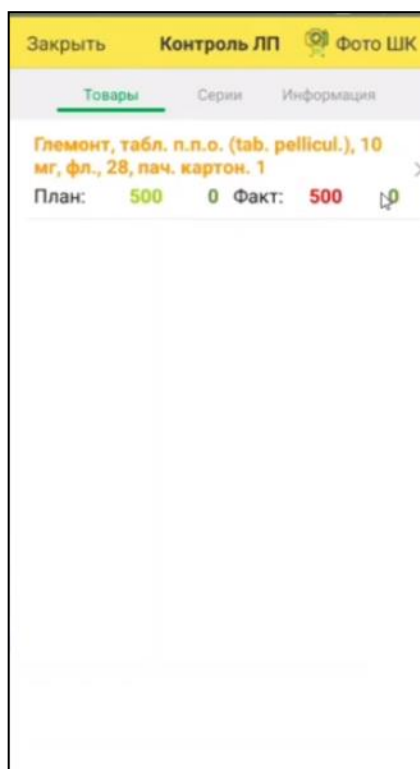 Закрыть Контроль ЛП Фото ШК
Товары Серии Информация
Глемонт, табл. п.п.о. (tab. pellicul.), 10
мг, фл., 28, пач. картон. 1
План: 500 0 Факт: 500 0